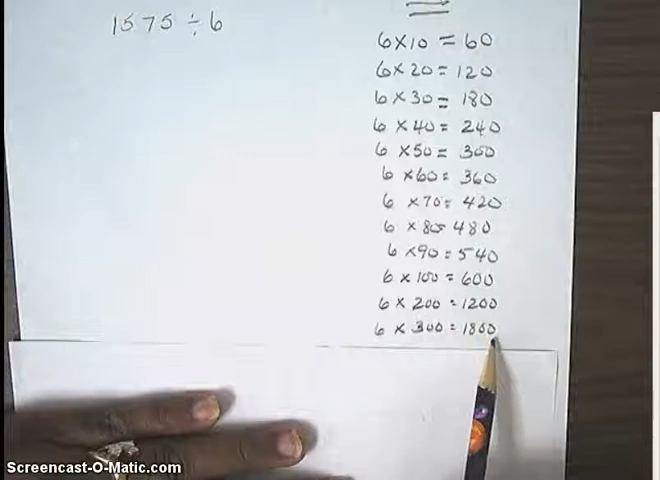 1575 ÷ 6
6 × 10 = 60
6 × 20 = 120
6 × 30 = 180
6 × 40 = 240
6 × 50 = 300
6 × 60 = 360
6 × 70 = 420
6 × 80 = 480
6 × 90 = 540
6 × 100 = 600
6 × 200 = 1200
6 × 300 = 1800
Screencast-O-Matic.com